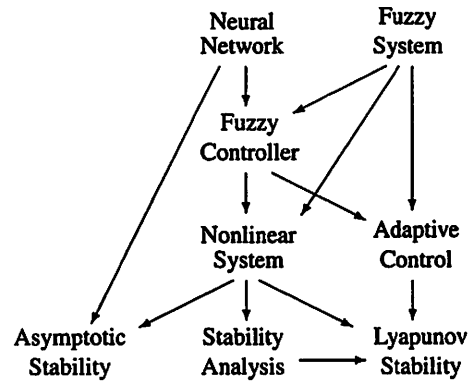 Neural
Network
Fuzzy
System
Fuzzy
Controller
Nonlinear
System
Adaptive
Control
Asymptotic
Stability
Stability
Analysis
Lyapunov
Stability